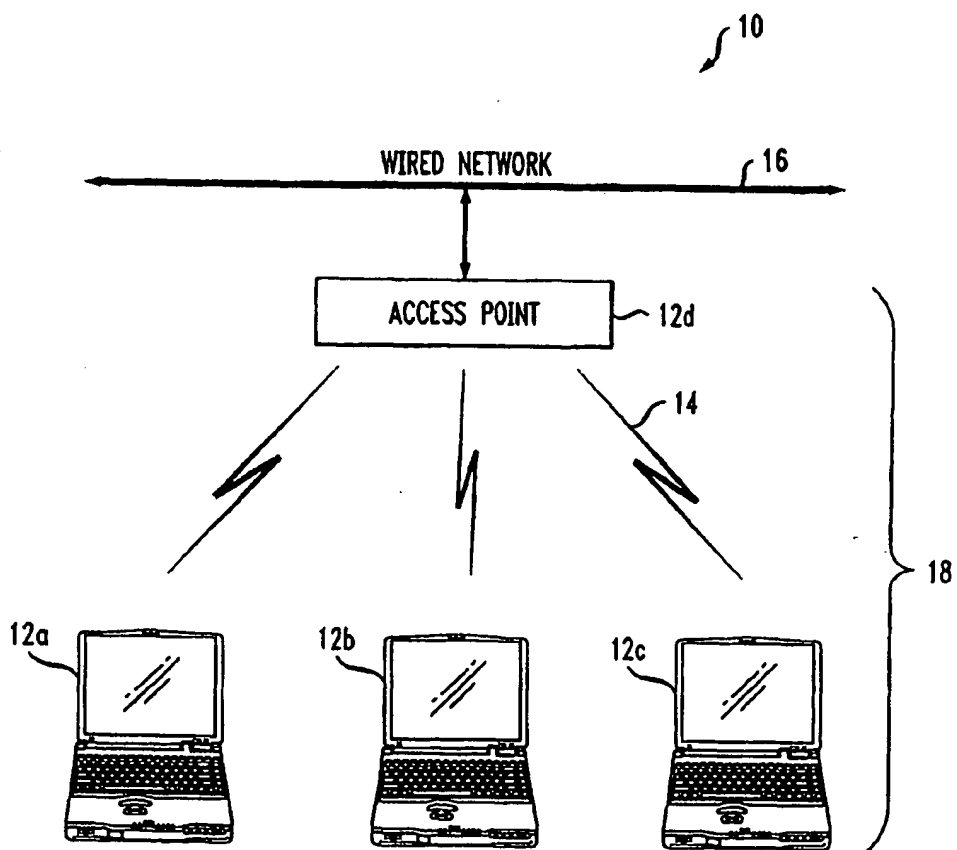 10
WIRED NETWORK
16
ACCESS POINT
12d
14
18
12a
12b
12c